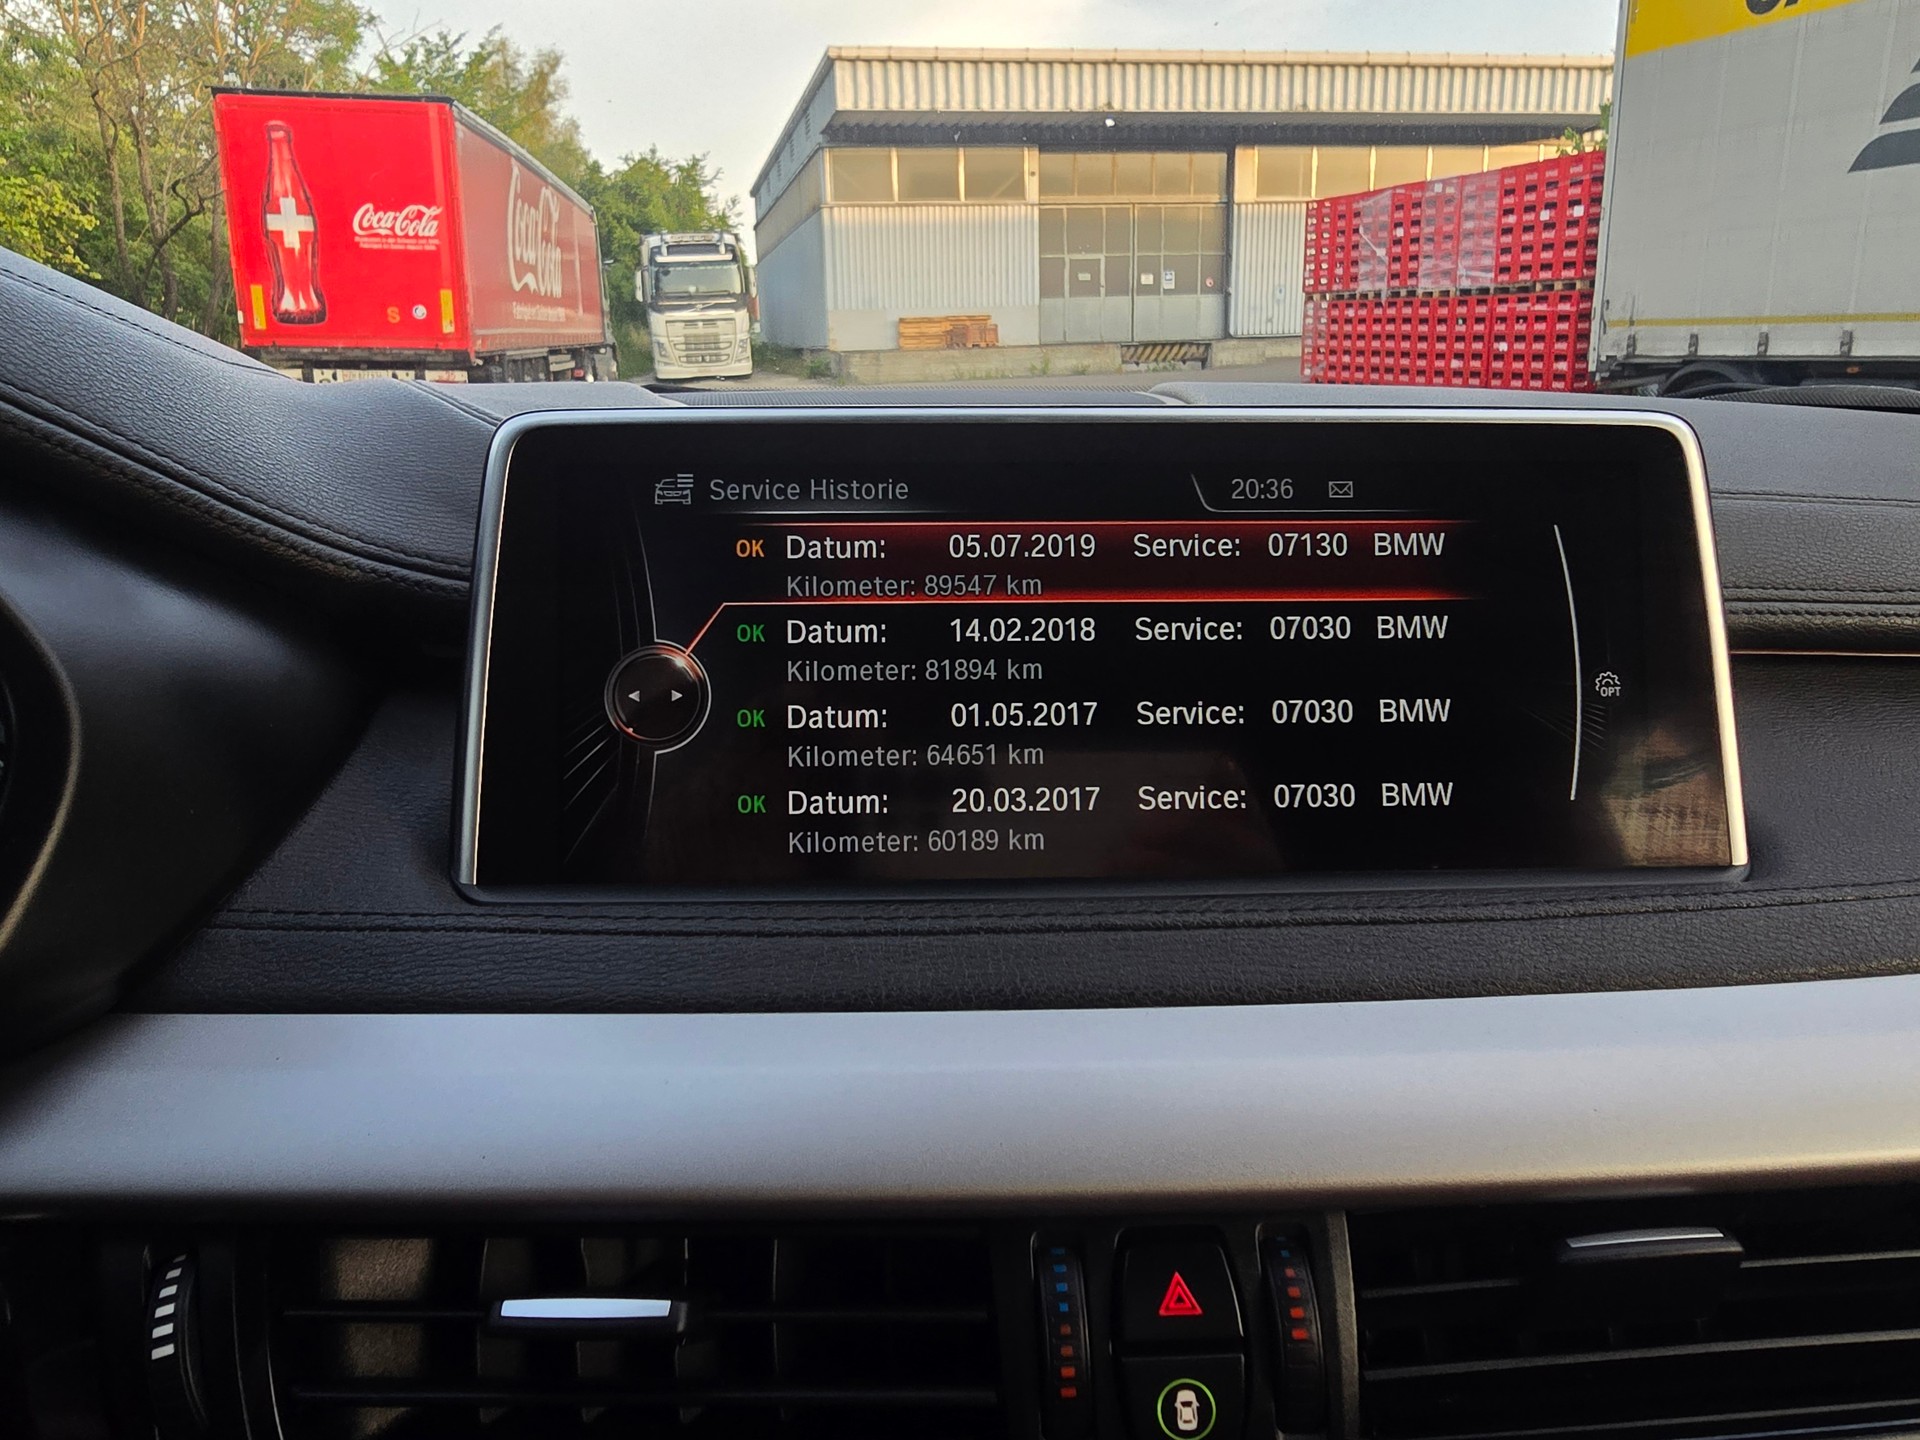 Coca-Cola
Coca-Cola
S
Service Historie
20:36
OK Datum: 05.07.2019 Service: 07130 BMW
Kilometer: 89547 km
OK Datum: 14.02.2018 Service: 07030 BMW
Kilometer: 81894 km
OK Datum: 01.05.2017 Service: 07030 BMW
Kilometer: 64651 km
OK Datum: 20.03.2017 Service: 07030 BMW
Kilometer: 60189 km
OPT